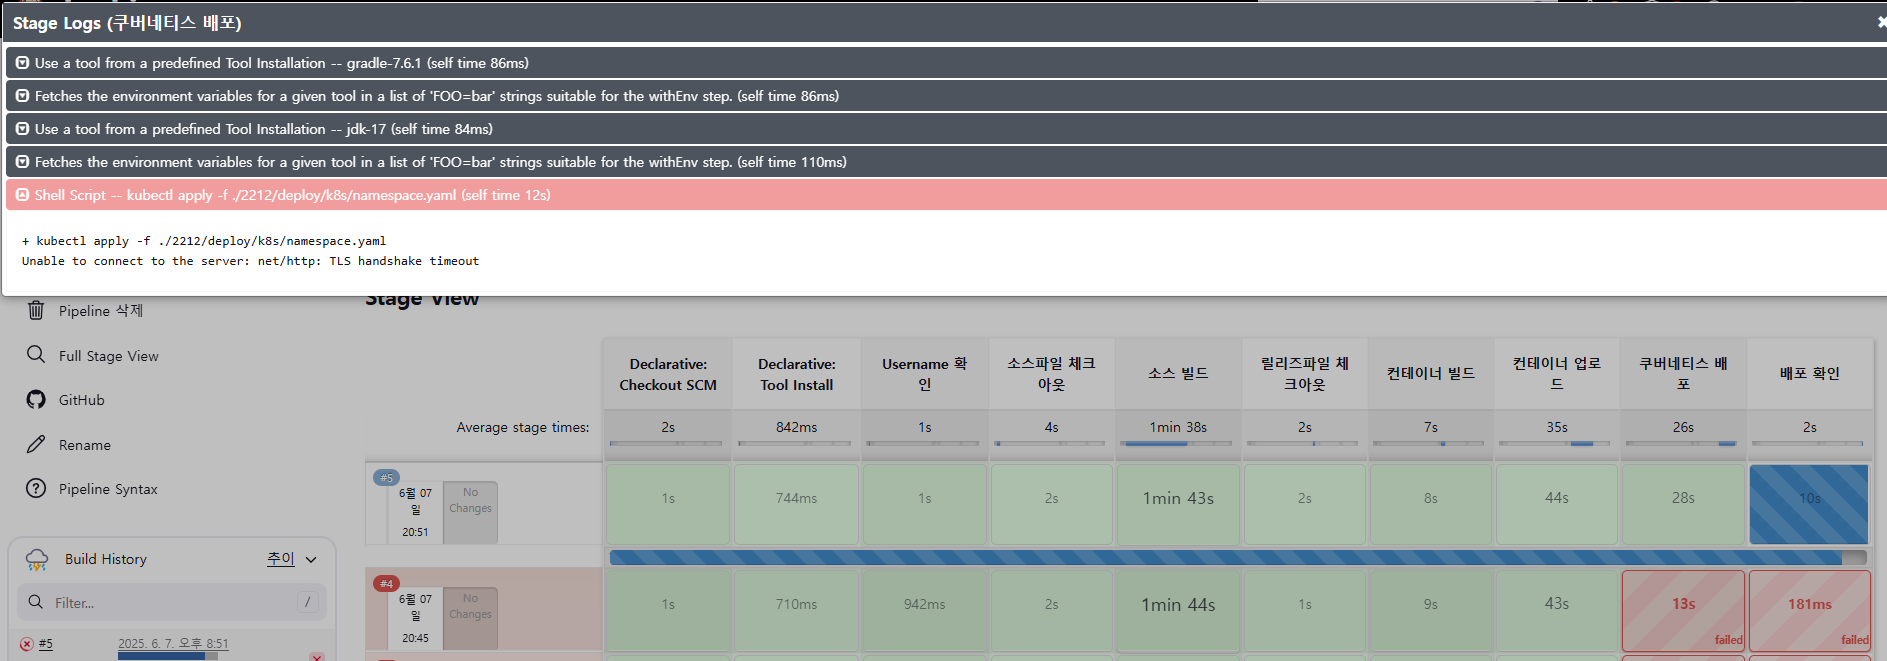 Stage Logs (쿠버네티스 배포)
Use a tool from a predefined Tool Installation -- gradle-7.6.1 (self time 86ms)
Fetches the environment variables for a given tool in a list of 'FOO=bar' strings suitable for the withEnv step. (self time 86ms)
Use a tool from a predefined Tool Installation -- jdk-17 (self time 84ms)
Fetches the environment variables for a given tool in a list of 'FOO=bar' strings suitable for the withEnv step. (self time 110ms)
Shell Script -- kubectl apply -f ./2212/deploy/k8s/namespace.yaml (self time 12s)
+ kubectl apply -f ./2212/deploy/k8s/namespace.yaml
Unable to connect to the server: net/http: TLS handshake timeout
Pipeline 삭제
Full Stage View
GitHub
Rename
Pipeline Syntax
Build History
추이
Filter...
/
#5
2025. 6. 7. 오후 8:51
Stage View
Declarative: Checkout SCM
Declarative: Tool Install
Username 확인
소스파일 체크아웃
소스 빌드
릴리즈파일 체크아웃
컨테이너 빌드
컨테이너 업로드
쿠버네티스 배포
배포 확인
Average stage times:
2s
842ms
1s
4s
1min 38s
2s
7s
35s
26s
2s
#5
6월 07일
20:51
No Changes
1s
744ms
1s
2s
1min 43s
2s
8s
44s
28s
10s
#4
6월 07일
20:45
No Changes
1s
710ms
942ms
2s
1min 44s
1s
9s
43s
13s
failed
181ms
failed